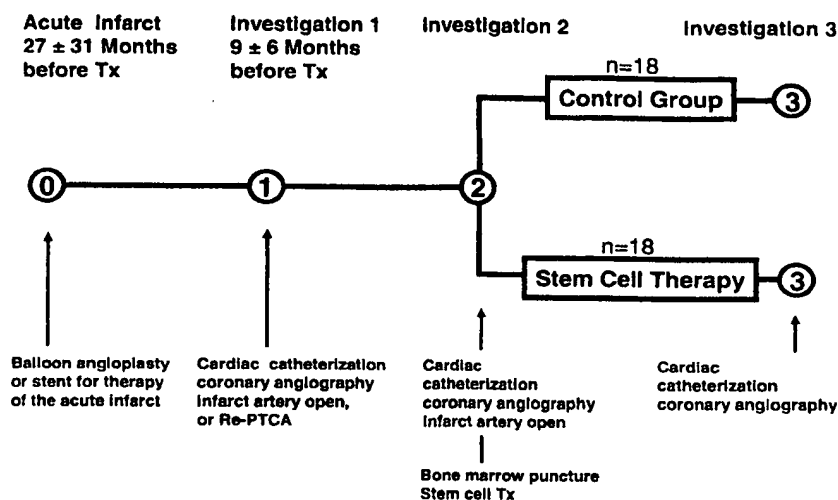 Acute Infarct
27 ± 31 Months
before Tx
Investigation 1
9 ± 6 Months
before Tx
Investigation 2
Investigation 3
n=18
Control Group
3
0
1
2
n=18
Stem Cell Therapy
3
Balloon angioplasty
or stent for therapy
of the acute infarct
Cardiac catheterization
coronary angiography
Infarct artery open,
or Re-PTCA
Cardiac
catheterization
coronary angiography
Infarct artery open
Bone marrow puncture
Stem cell Tx
Cardiac
catheterization
coronary angiography